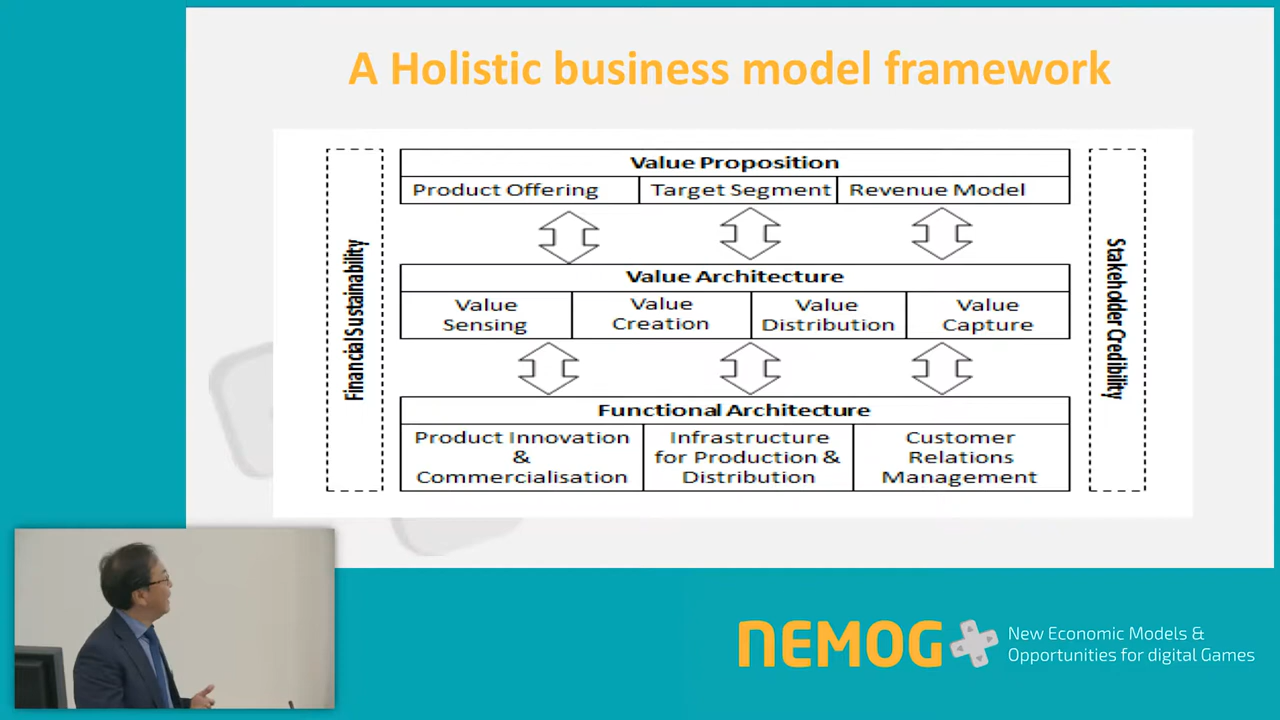 A Holistic business model framework
Financial Sustainability
Value Proposition
Product Offering
Target Segment
Revenue Model
Value Architecture
Value
Sensing
Value
Creation
Value
Distribution
Value
Capture
Functional Architecture
Product Innovation
&
Commercialisation
Infrastructure
for Production &
Distribution
Customer
Relations
Management
Stakeholder Credibility
NEMOG
New Economic Models &
Opportunities for digital Games